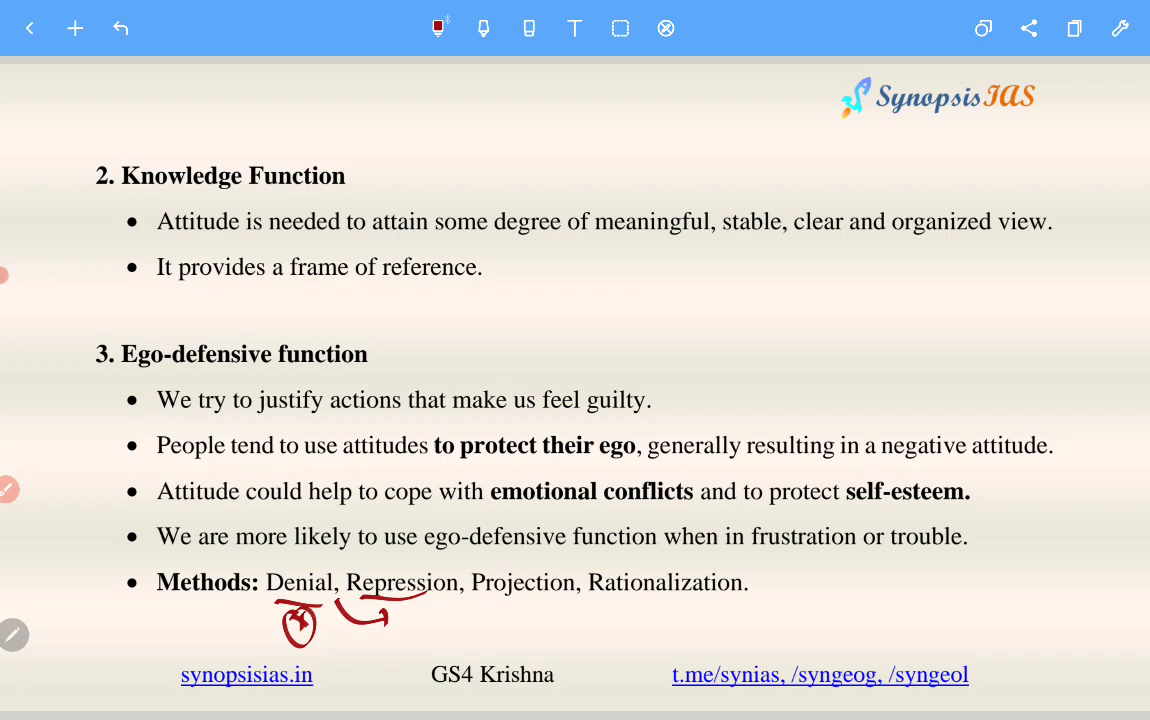 SynopsisIAS
2. Knowledge Function
• Attitude is needed to attain some degree of meaningful, stable, clear and organized view.
• It provides a frame of reference.
3. Ego-defensive function
• We try to justify actions that make us feel guilty.
• People tend to use attitudes to protect their ego, generally resulting in a negative attitude.
• Attitude could help to cope with emotional conflicts and to protect self-esteem.
• We are more likely to use ego-defensive function when in frustration or trouble.
• Methods: Denial, Repression, Projection, Rationalization.
synopsisias.in GS4 Krishna t.me/synias, /syngeog, /syngeol